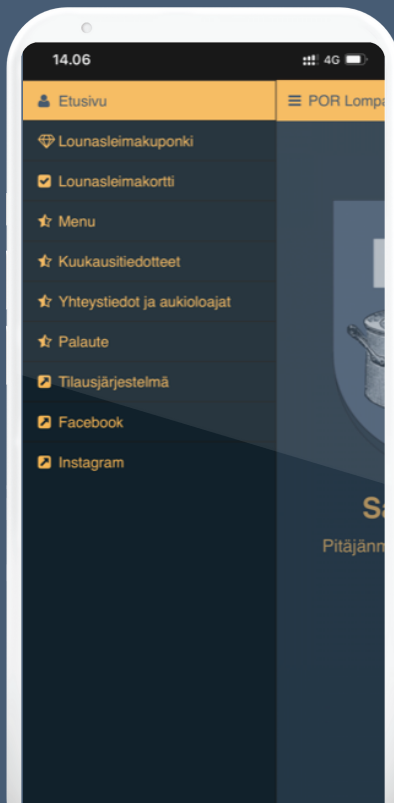 14.06
4G
Etusivu
POR Lompa
Lounasleimakuponki
Lounasleimakortti
Menu
Kuukausitiedotteet
Yhteystiedot ja aukioloajat
Palaute
Tilausjärjestelmä
Facebook
Instagram
Sa
Pitäjänm